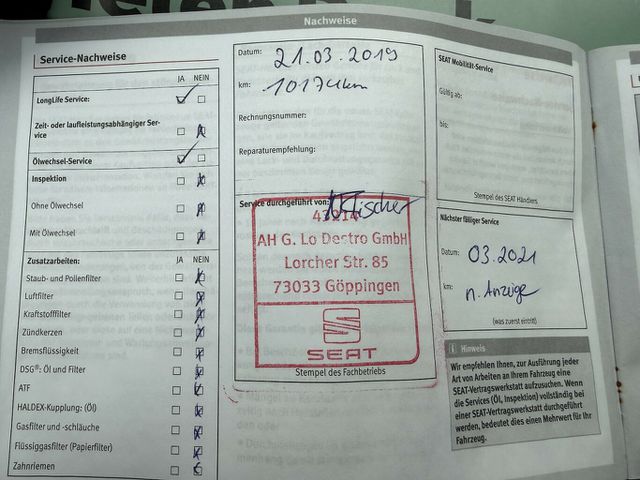 Nachweise
Service-Nachweise
JA NEIN
LongLife Service:
Zeit- oder laufleistungsabhängiger Ser-
vice
Ölwechsel-Service
Inspektion
Ohne Ölwechsel
Mit Ölwechsel
Zusatzarbeiten: JA NEIN
Staub- und Pollenfilter
Luftfilter
Kraftstofffilter
Zündkerzen
Bremsflüssigkeit
DSG®: Öl und Filter
ATF
HALDEX-Kupplung: (Öl)
Gasfilter und -schläuche
Flüssiggasfilter (Papierfilter)
Zahnriemen
Datum: 21.03.2019
km: 10174km
Rechnungsnummer:
Reparaturempfehlung:
Service durchgeführt von:
AH G. Lo Destro GmbH
Lorcher Str. 85
73033 Göppingen
SEAT
Stempel des Fachbetriebs
SEAT Mobilität-Service
Gültig ab:
bis:
Stempel des SEAT Händlers
Nächster fälliger Service
Datum: 03.2021
km: n. Anzeige
(was zuerst eintritt)
i Hinweis
Wir empfehlen Ihnen, zur Ausführung jeder
Art von Arbeiten an Ihrem Fahrzeug eine
SEAT-Vertragswerkstatt aufzusuchen. Wenn
die Services (Öl, Inspektion) vollständig bei
einer SEAT-Vertragswerkstatt durchgeführt
werden, bedeutet dies einen Mehrwert für Ihr
Fahrzeug.